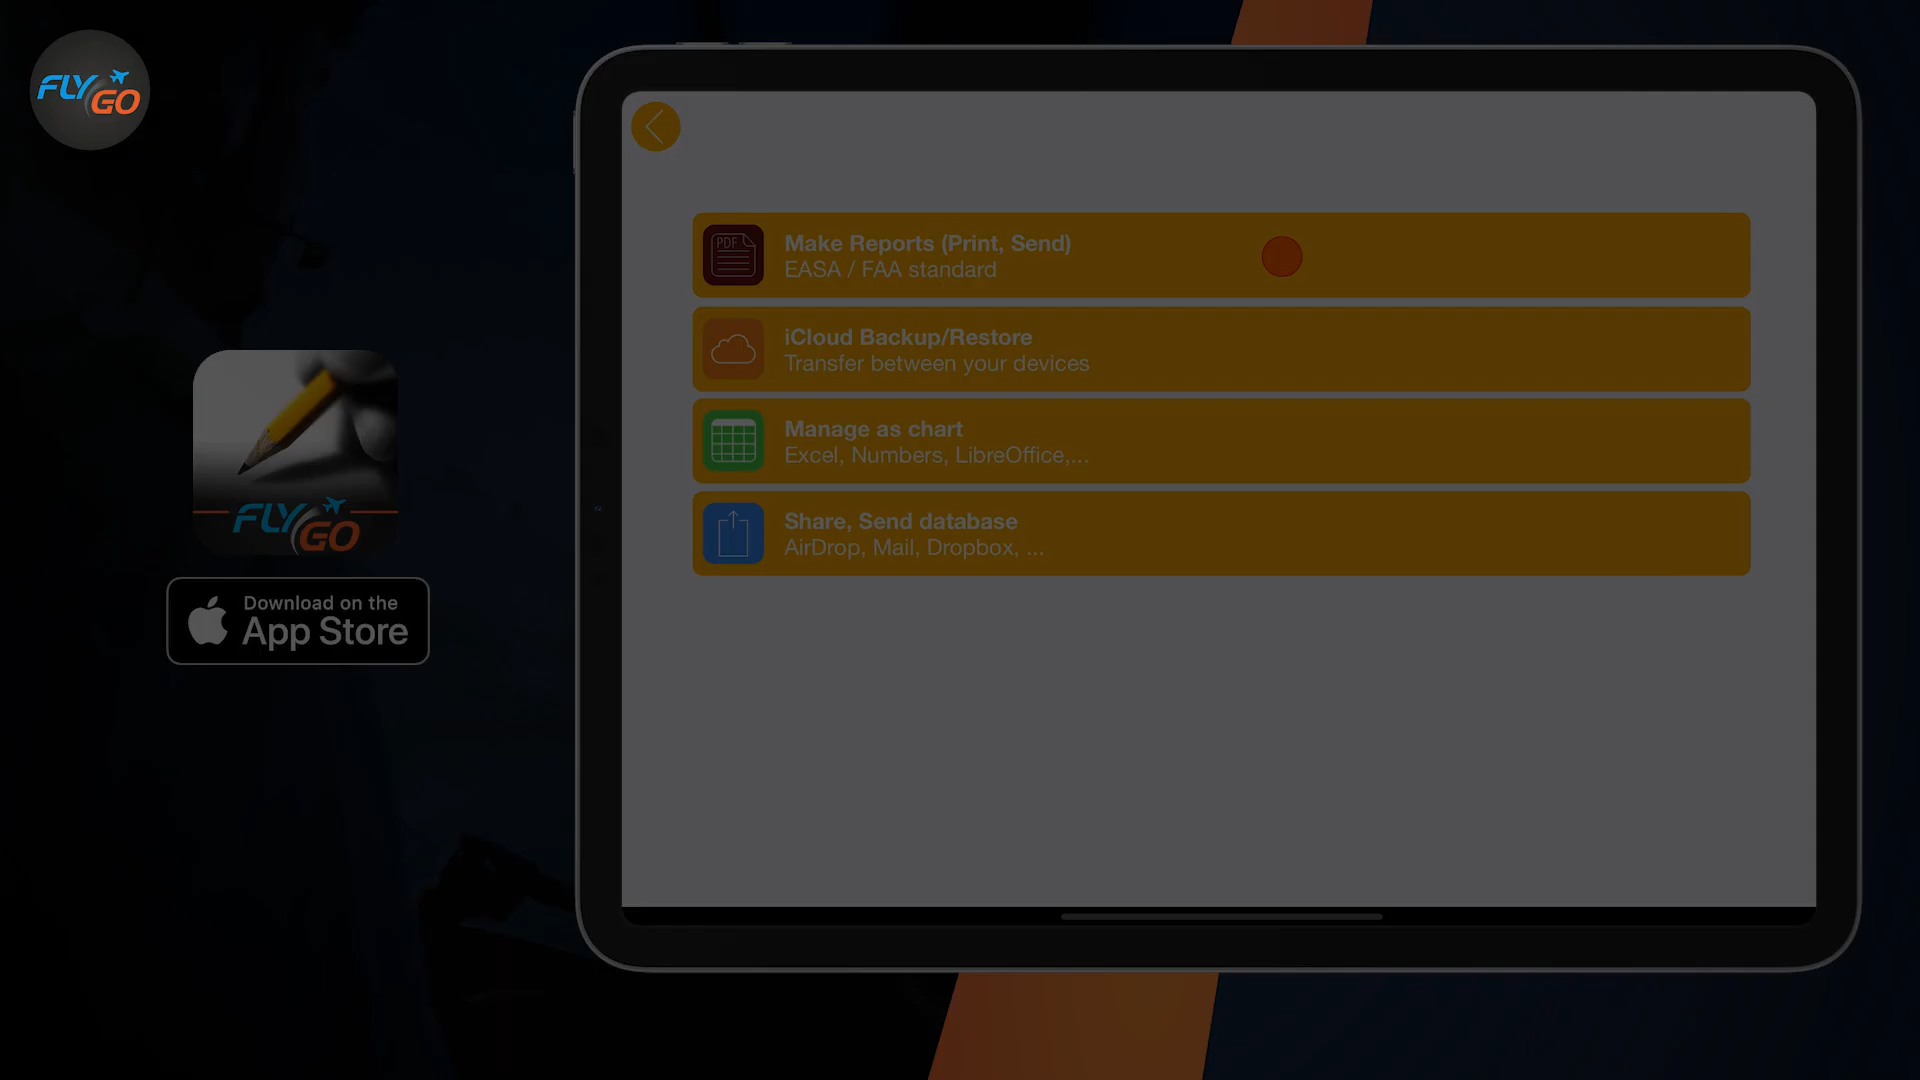 FLY GO
PDF
Make Reports (Print, Send)
EASA / FAA standard
iCloud Backup/Restore
Transfer between your devices
Manage as chart
Excel, Numbers, LibreOffice,...
Share, Send database
AirDrop, Mail, Dropbox, ...
FLY GO
Download on the
App Store